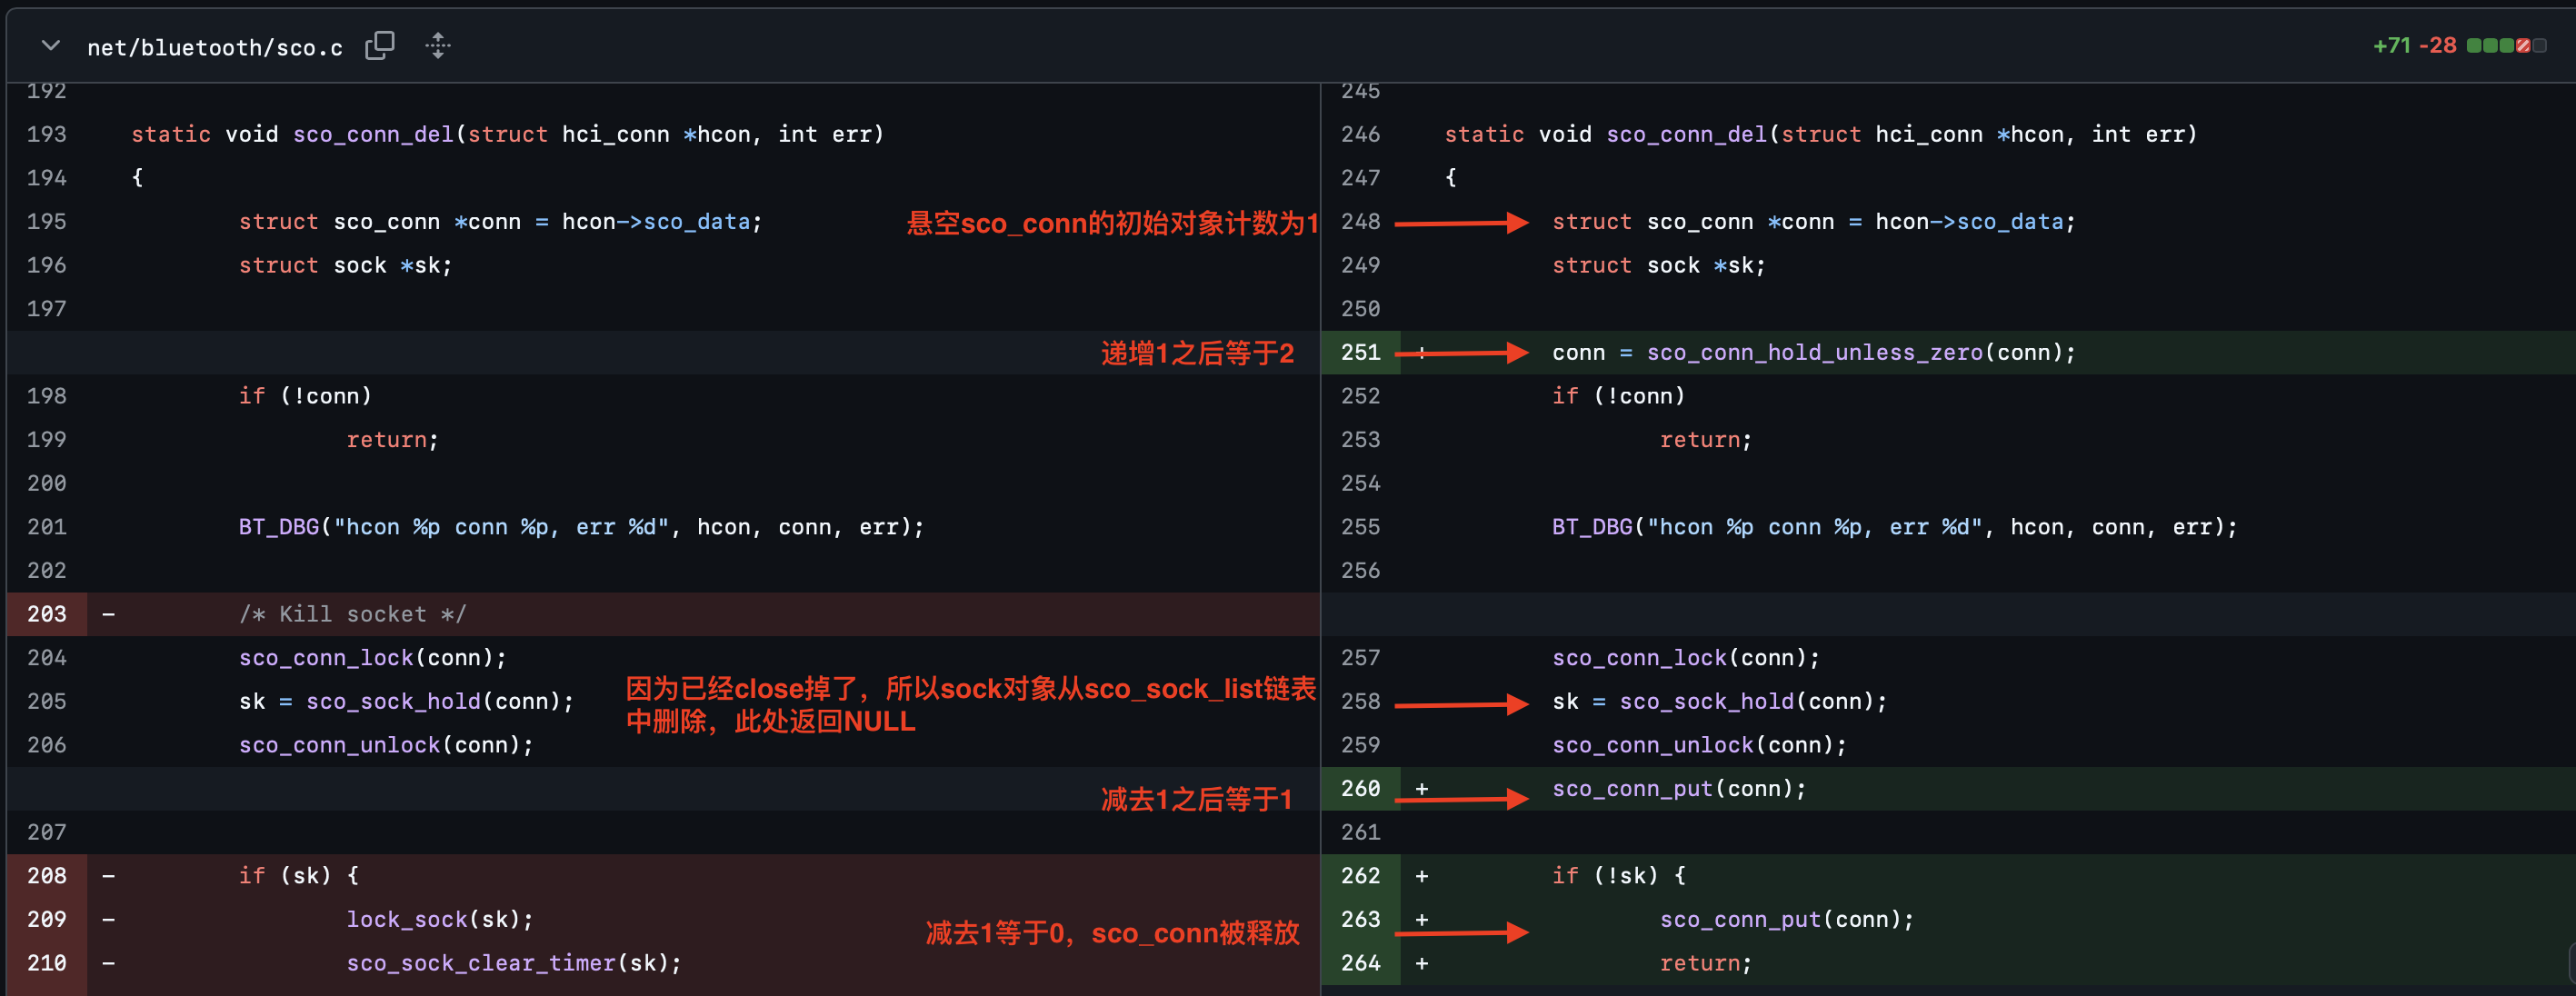 net/bluetooth/sco.c +71 -28
192 245
193 static void sco_conn_del(struct hci_conn *hcon, int err) 246 static void sco_conn_del(struct hci_conn *hcon, int err)
194 { 247 {
195 struct sco_conn *conn = hcon->sco_data; 悬空sco_conn的初始对象计数为1 248 struct sco_conn *conn = hcon->sco_data;
196 struct sock *sk; 249 struct sock *sk;
197 250
递增1之后等于2 251 + conn = sco_conn_hold_unless_zero(conn);
198 if (!conn) 252 if (!conn)
199 return; 253 return;
200 254
201 BT_DBG("hcon %p conn %p, err %d", hcon, conn, err); 255 BT_DBG("hcon %p conn %p, err %d", hcon, conn, err);
202 256
203 - /* Kill socket */
204 sco_conn_lock(conn); 257 sco_conn_lock(conn);
205 sk = sco_sock_hold(conn); 因为已经close掉了，所以sock对象从sco_sock_list链表 258 sk = sco_sock_hold(conn);
中删除，此处返回NULL
206 sco_conn_unlock(conn); 259 sco_conn_unlock(conn);
减去1之后等于1 260 + sco_conn_put(conn);
207 261
208 - if (sk) { 262 + if (!sk) {
209 - lock_sock(sk); 减去1等于0，sco_conn被释放 263 + sco_conn_put(conn);
210 - sco_sock_clear_timer(sk); 264 + return;